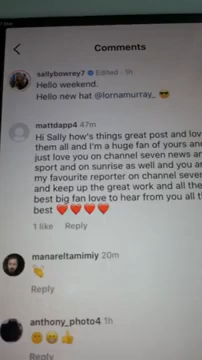 Comments
sallybowrey7 Edited · 1h
Hello weekend.
Hello new hat @lornamurray_ 😎
mattdapp4 47m
Hi Sally how's things great post and lov
them all and I'm a huge fan of yours an
just love you on channel seven news ar
sport and on sunrise as well and you a
my favourite reporter on channel seve
and keep up the great work and all the
best big fan love to hear from you all t
best ❤️❤️❤️❤️
1 like Reply
manareltamimiy 20m
👏
Reply
anthony_photo4 1h
Reply